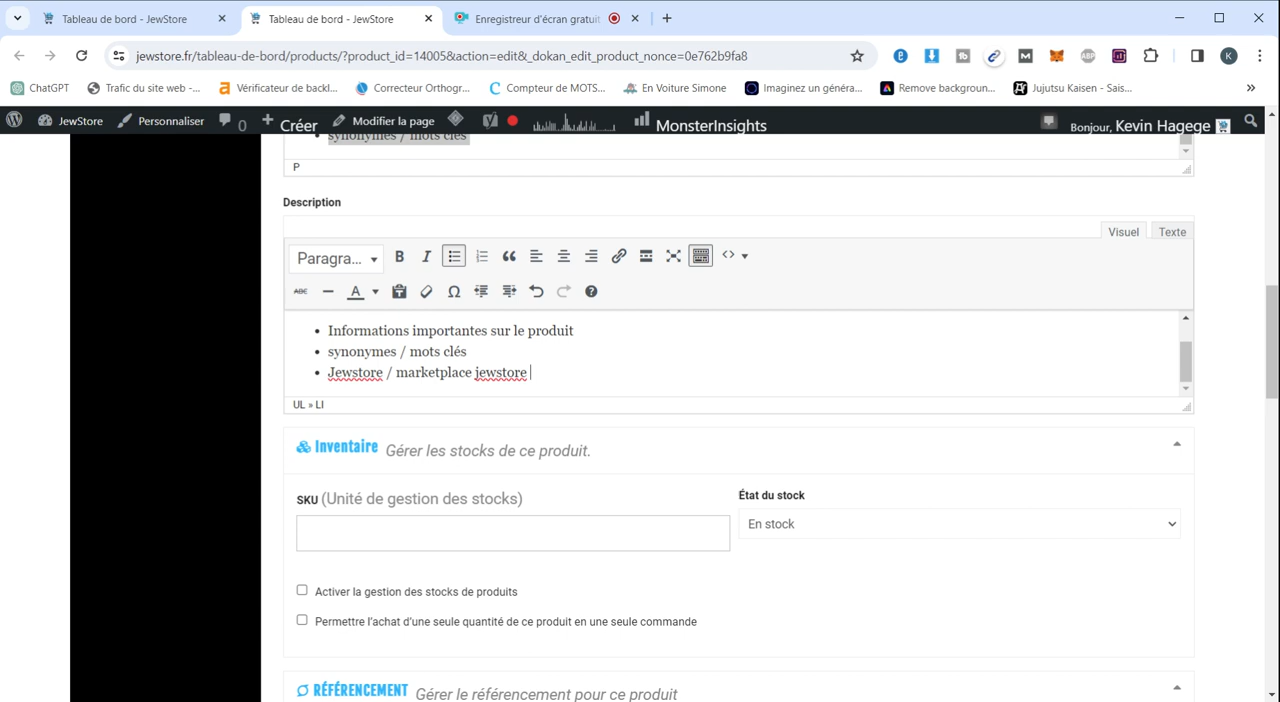 Tableau de bord - JewStore
Tableau de bord - JewStore
Enregistreur d'écran gratuit
jewstore.fr/tableau-de-bord/products/?product_id=14005&action=edit&_dokan_edit_product_nonce=0e762b9fa8
ChatGPT
Trafic du site web"-...
Vérificateur de backl...
Correcteur Orthogr...
Compteur de MOTS...
En Voiture Simone
Imaginez un généra...
Remove backgroun...
Jujutsu Kaisen - Sais...
JewStore
Personnaliser
0
Créer
Modifier la page
MonsterInsights
Bonjour, Kevin Hagege
synonymes / mots clés
P
Description
Visuel
Texte
Paragra...
Informations importantes sur le produit
synonymes / mots clés
Jewstore / marketplace jewstore
UL » LI
Inventaire Gérer les stocks de ce produit.
SKU (Unité de gestion des stocks)
État du stock
En stock
Activer la gestion des stocks de produits
Permettre l'achat d'une seule quantité de ce produit en une seule commande
RÉFÉRENCEMENT Gérer le référencement pour ce produit